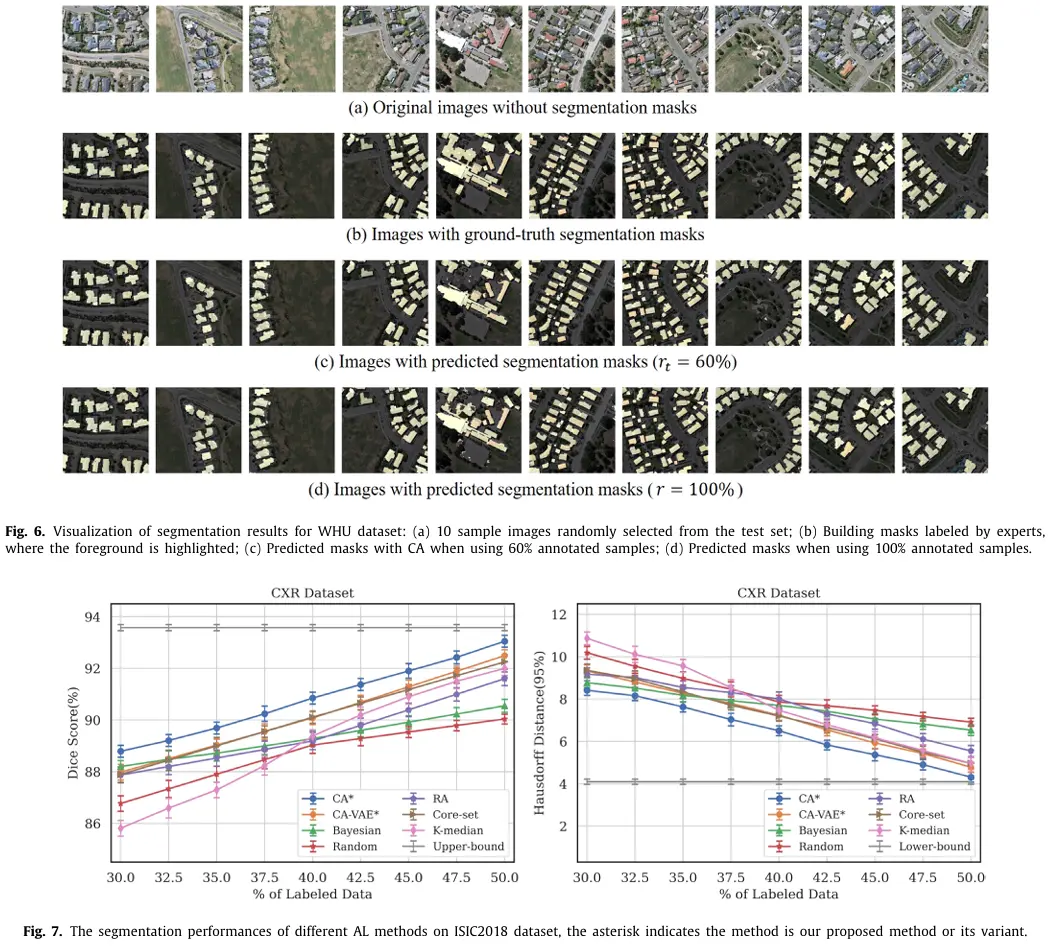 (a) Original images without segmentation masks
(b) Images with ground-truth segmentation masks
(c) Images with predicted segmentation masks (𝑟ₜ = 60%)
(d) Images with predicted segmentation masks ( 𝑟 = 100% )
Fig. 6. Visualization of segmentation results for WHU dataset: (a) 10 sample images randomly selected from the test set; (b) Building masks labeled by experts,
where the foreground is highlighted; (c) Predicted masks with CA when using 60% annotated samples; (d) Predicted masks when using 100% annotated samples.
CXR Dataset
94
92
90
88
86
Dice Score(%)
CA*
CA-VAE*
Bayesian
Random
RA
Core-set
K-median
Upper-bound
30.0 32.5 35.0 37.5 40.0 42.5 45.0 47.5 50.0
% of Labeled Data
CXR Dataset
12
10
8
6
4
2
Hausdorff Distance(95%)
CA*
CA-VAE*
Bayesian
Random
RA
Core-set
K-median
Lower-bound
30.0 32.5 35.0 37.5 40.0 42.5 45.0 47.5 50.0
% of Labeled Data
Fig. 7. The segmentation performances of different AL methods on ISIC2018 dataset, the asterisk indicates the method is our proposed method or its variant.